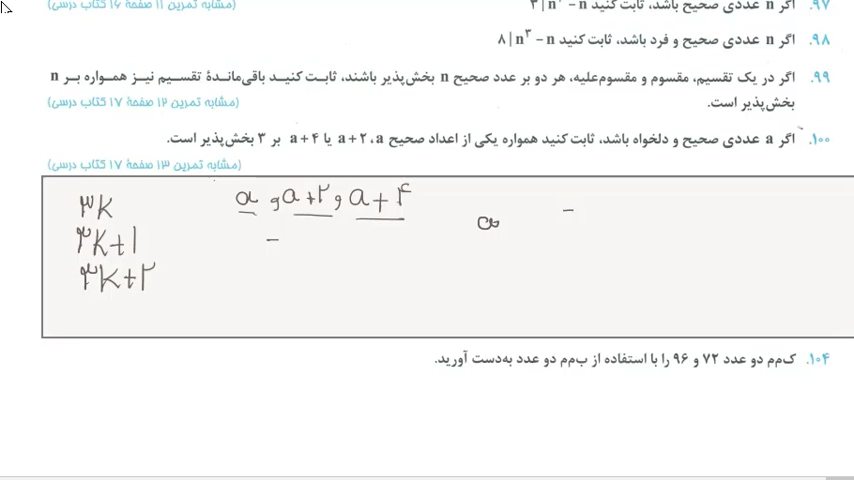 ۹۷. اگر n عددی صحیح باشد، ثابت کنید ۳ | n³ − n (مشابه تمرین ۱۱ صفحهٔ ۱۶ کتاب درسی)
۹۸. اگر n عددی صحیح و فرد باشد، ثابت کنید ۸ | n³ − n
۹۹. اگر در یک تقسیم، مقسوم و مقسوم‌علیه، هر دو بر عدد صحیح n بخش‌پذیر باشند، ثابت کنید باقی‌ماندهٔ تقسیم نیز همواره بر n
بخش‌پذیر است. (مشابه تمرین ۱۲ صفحهٔ ۱۷ کتاب درسی)
۱۰۰. اگر a عددی صحیح و دلخواه باشد، ثابت کنید همواره یکی از اعداد صحیح a، a+۲ یا a+۴ بر ۳ بخش‌پذیر است.
(مشابه تمرین ۱۳ صفحهٔ ۱۷ کتاب درسی)
۳k
a و a+۲ و a+۴
a
۳k+۱
۳k+۲
۱۰۴. ک‌م‌م دو عدد ۷۲ و ۹۶ را با استفاده از ب‌م‌م دو عدد به‌دست آورید.